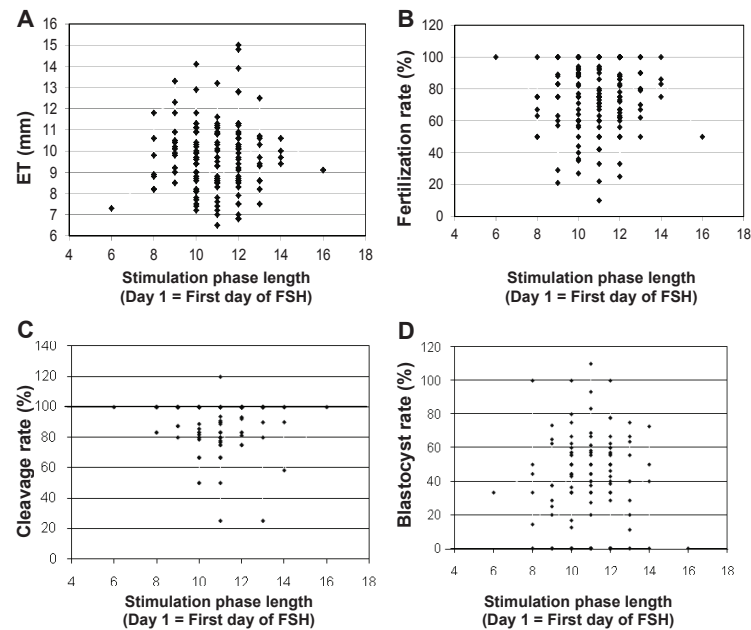 A
ET (mm)
16
15
14
13
12
11
10
9
8
7
6
4 6 8 10 12 14 16 18
Stimulation phase length
(Day 1 = First day of FSH)
B
Fertilization rate (%)
120
100
80
60
40
20
0
4 6 8 10 12 14 16 18
Stimulation phase length
(Day 1 = First day of FSH)
C
Cleavage rate (%)
140
120
100
80
60
40
20
0
4 6 8 10 12 14 16 18
Stimulation phase length
(Day 1 = First day of FSH)
D
Blastocyst rate (%)
120
100
80
60
40
20
0
4 6 8 10 12 14 16 18
Stimulation phase length
(Day 1 = First day of FSH)